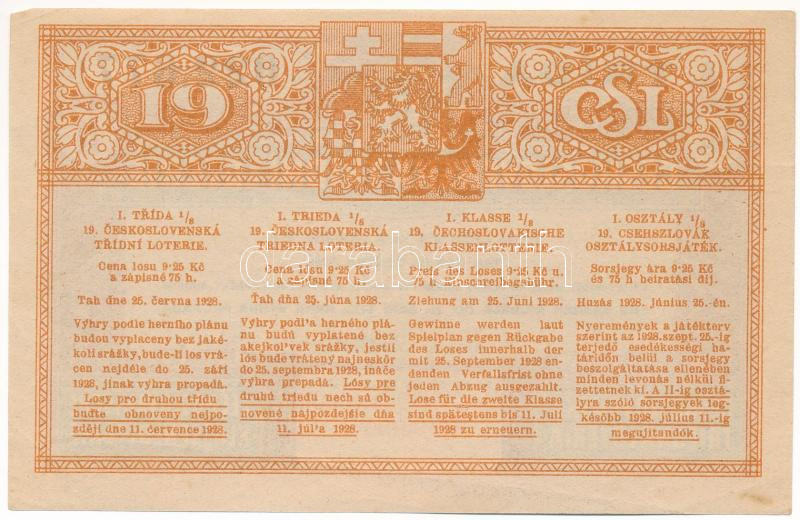 19
ČSL
I. TŘÍDA 1/8
19. ČESKOSLOVENSKÁ
TŘÍDNÍ LOTERIE.
Cena losu 9·25 Kč
a zápisné 75 h.
Tah dne 25. června 1928.
Výhry podle herního plánu
budou vyplaceny bez jaké-
koli srážky, bude-li los vrá-
cen nejdéle do 25. září
1928, jinak výhra propadá.
Losy pro druhou třídu
buďte obnoveny nejpo-
zději dne 11. července 1928.
I. TRIEDA 1/8
19. ČESKOSLOVENSKÁ
TRIEDNA LOTERIA.
Cena losu 9·25 Kč
a zápisné 75 h.
Tah dňa 25. júna 1928.
Výhry podl'a herného plá-
nu budú vyplatené bez
akejkol'vek srážky, jestli
los bude vrátený najneskôr
do 25. septembra 1928, ináče
výhra prepadá. Lósy pre
druhú triedu nech sú ob-
novené najpozdejšie dňa
11. júl'a 1928.
I. KLASSE 1/8
19. ČECHOSLOVAKISCHE
KLASSENLOTTERIE.
Preis des Loses 9·25 Kč u.
75 h Einschreibegebühr.
Ziehung am 25. Juni 1928.
Gewinne werden laut
Spielplan gegen Rückgabe
des Loses innerhalb der
mit 25. September 1928 en-
denden Verfallsfrist ohne
jeden Abzug ausgezahlt.
Lose für die zweite Klasse
sind spätestens bis 11. Juli
1928 zu erneuern.
I. OSZTÁLY 1/8
19. CSEHSZLOVÁK
OSZTÁLYSORSJÁTÉK.
Sorsjegy ára 9·25 Kč
és 75 h beiratási díj.
Huzás 1928. június 25.-én.
Nyeremények a játékterv
szerint az 1928. szept. 25.-ig
terjedő esedékességi ha-
táridőn belül a sorsjegy
beszolgáltatása ellenében
minden levonás nélkül fi-
zettetnek ki. A II-ig osztá-
lyra szóló sorsjegyek leg-
később 1928. július 11.-ig
megujítandók.
darabanth